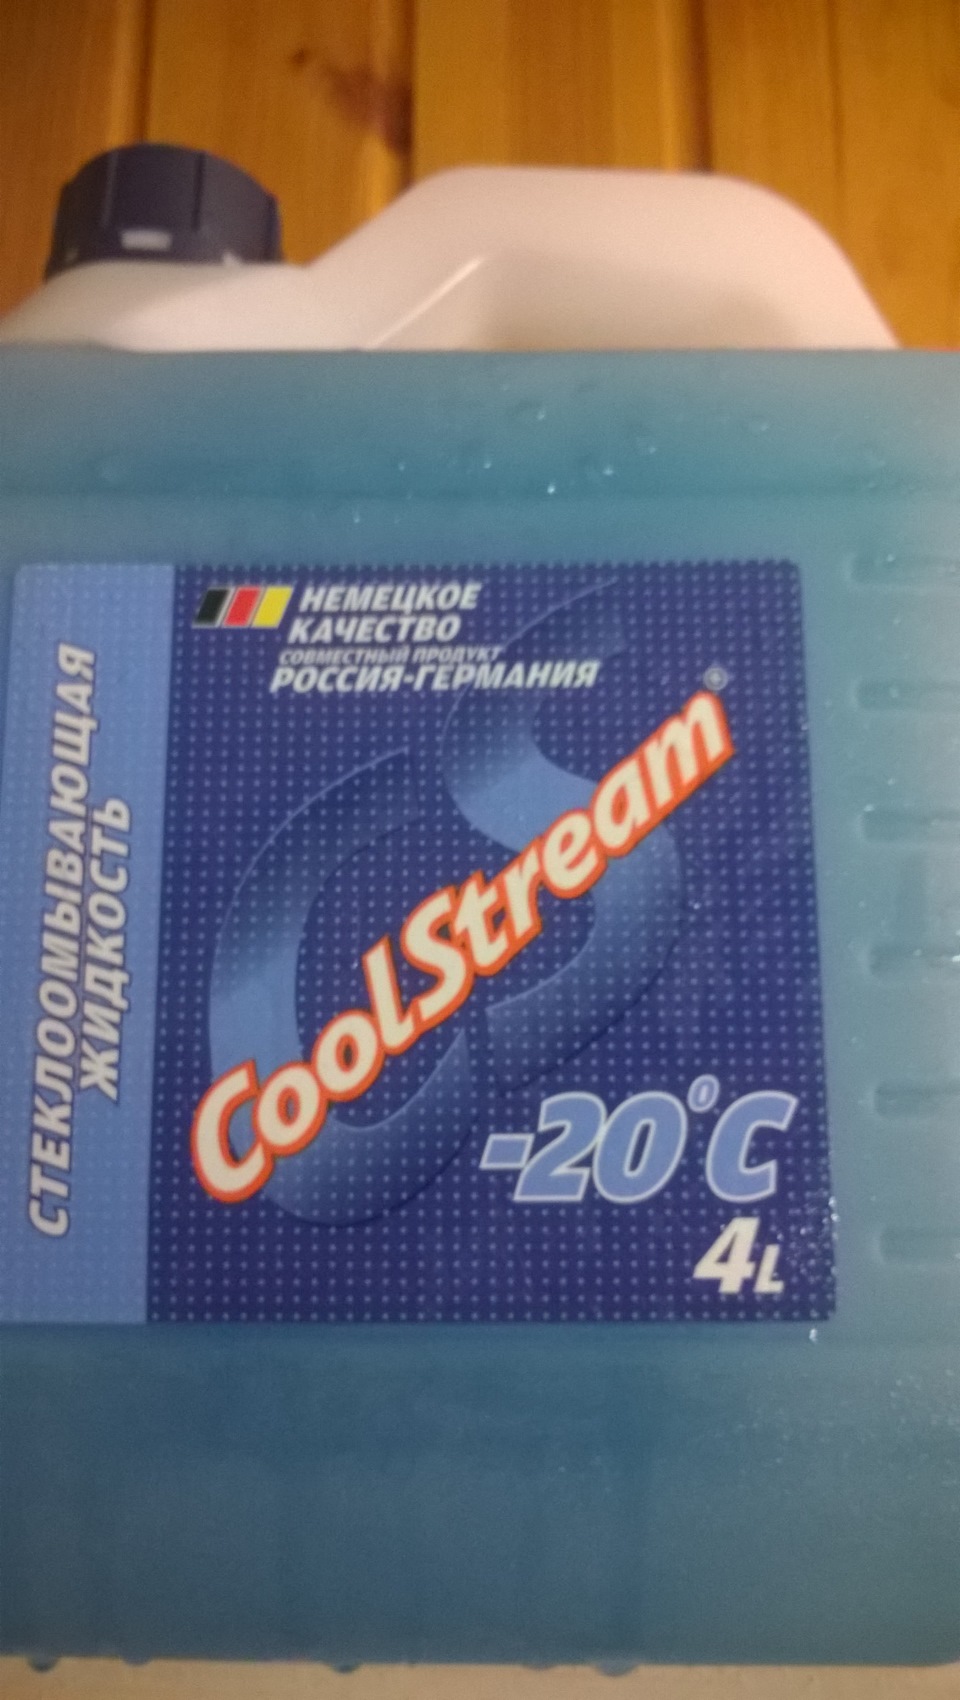 НЕМЕЦКОЕ
КАЧЕСТВО
СОВМЕСТНЫЙ ПРОДУКТ
РОССИЯ-ГЕРМАНИЯ
CoolStream®
СТЕКЛООМЫВАЮЩАЯ
ЖИДКОСТЬ
-20°C
4L